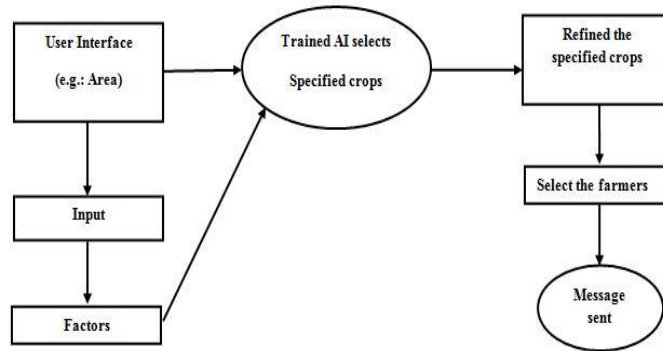 User Interface
(e.g.: Area)
Trained AI selects
Specified crops
Refined the
specified crops
Input
Select the farmers
Factors
Message
sent